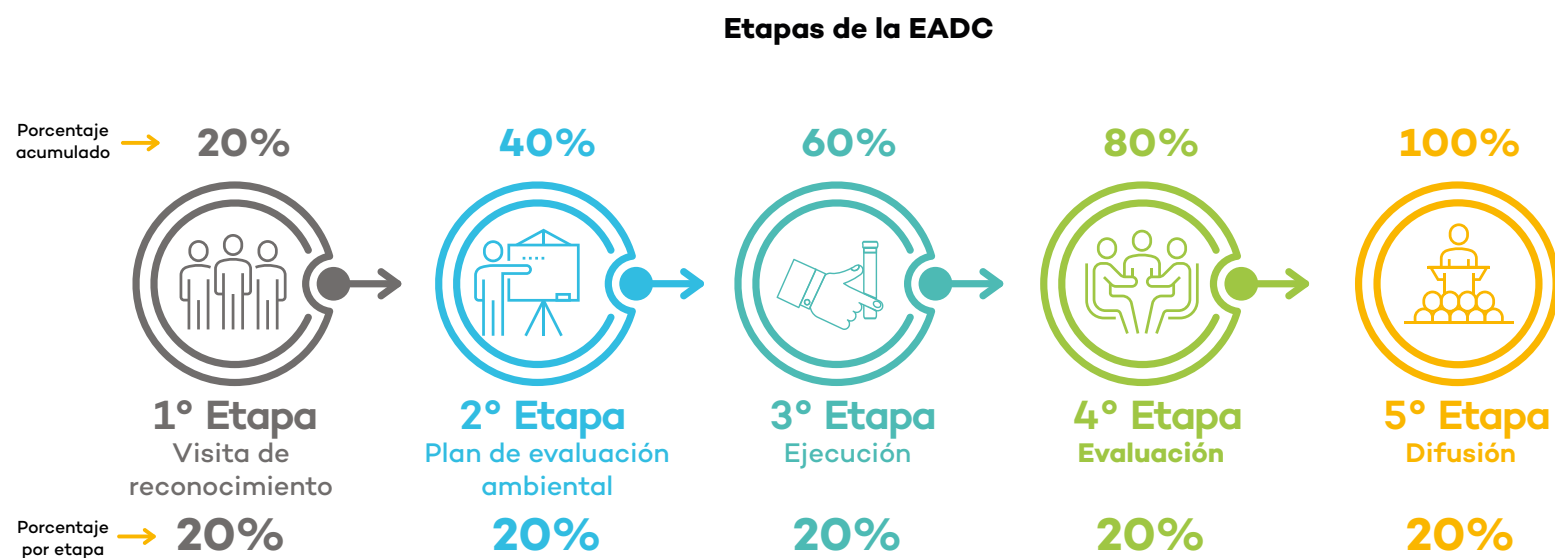 Etapas de la EADC
Porcentaje
acumulado
20%
40%
60%
80%
100%
1° Etapa
Visita de
reconocimiento
2° Etapa
Plan de evaluación
ambiental
3° Etapa
Ejecución
4° Etapa
Evaluación
5° Etapa
Difusión
Porcentaje
por etapa
20%
20%
20%
20%
20%